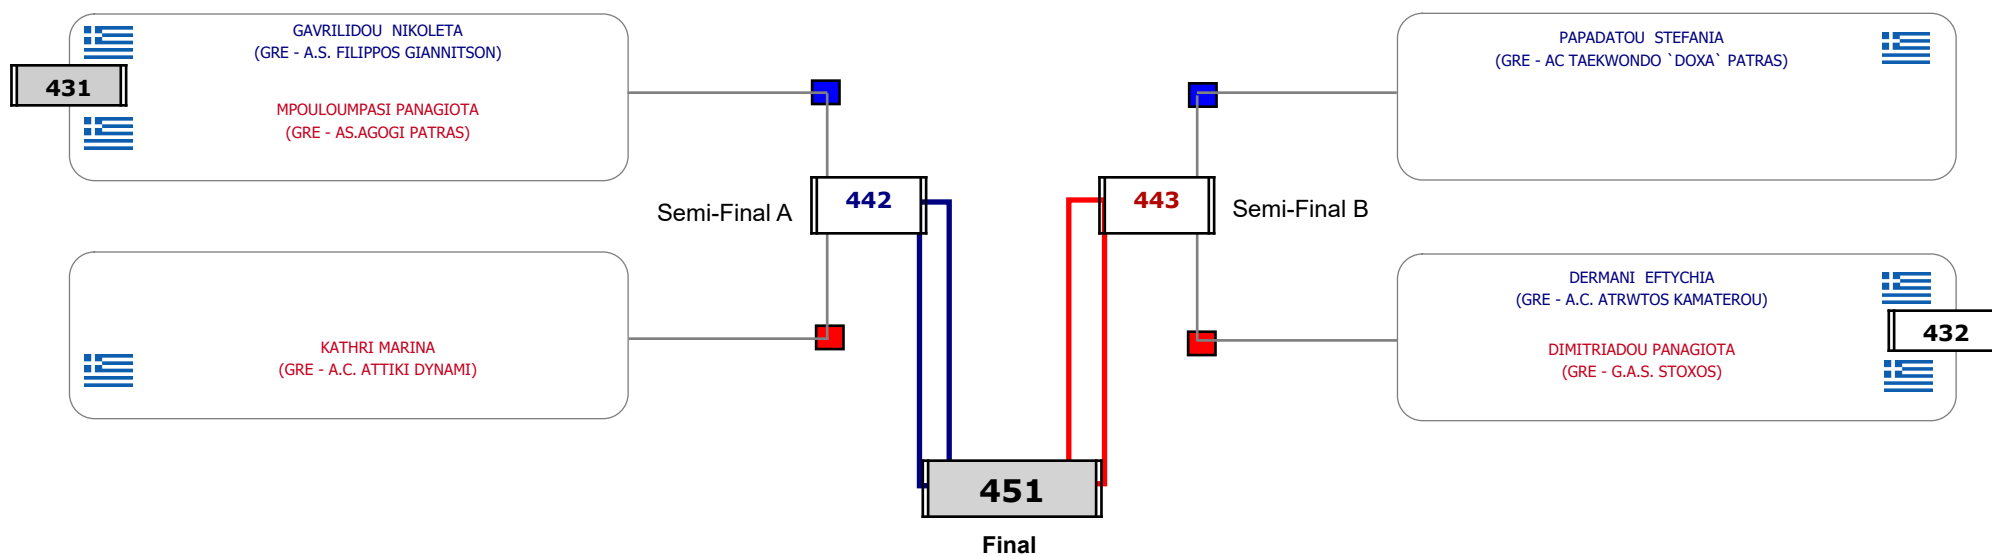 GAVRILIDOU NIKOLETA
(GRE - A.S. FILIPPOS GIANNITSON)
431
MPOULOUMPASI PANAGIOTA
(GRE - AS.AGOGI PATRAS)
PAPADATOU STEFANIA
(GRE - AC TAEKWONDO `DOXA` PATRAS)
442
Semi-Final A
443
Semi-Final B
KATHRI MARINA
(GRE - A.C. ATTIKI DYNAMI)
DERMANI EFTYCHIA
(GRE - A.C. ATRWTOS KAMATEROU)
432
DIMITRIADOU PANAGIOTA
(GRE - G.A.S. STOXOS)
451
Final